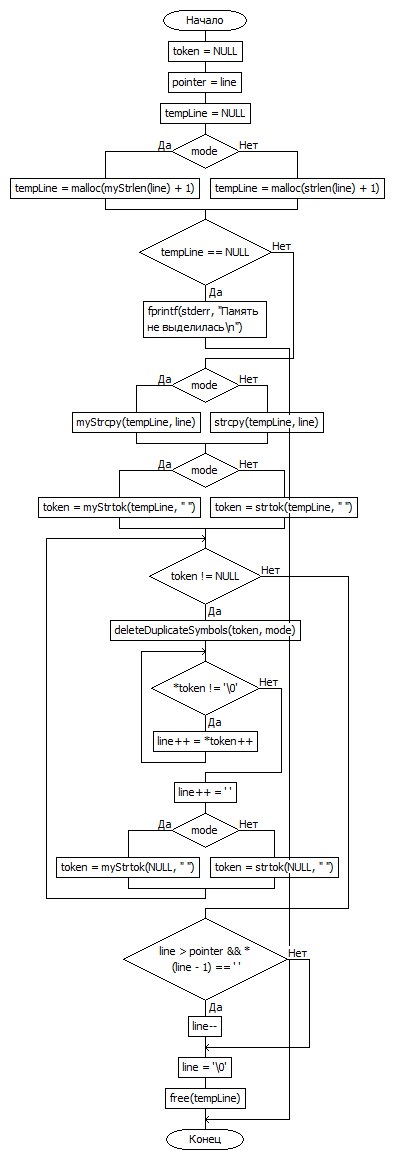 Начало
token = NULL
pointer = line
tempLine = NULL
Да
mode
Нет
tempLine = malloc(myStrlen(line) + 1)
tempLine = malloc(strlen(line) + 1)
tempLine == NULL
Нет
Да
fprintf(stderr, "Память
не выделилась\n")
Да
mode
Нет
myStrcpy(tempLine, line)
strcpy(tempLine, line)
Да
mode
Нет
token = myStrtok(tempLine, " ")
token = strtok(tempLine, " ")
token != NULL
Нет
Да
deleteDuplicateSymbols(token, mode)
*token != '\0'
Нет
Да
line++ = *token++
line++ = ' '
Да
mode
Нет
token = myStrtok(NULL, " ")
token = strtok(NULL, " ")
line > pointer && *
(line - 1) == ' '
Нет
Да
line--
line = '\0'
free(tempLine)
Конец